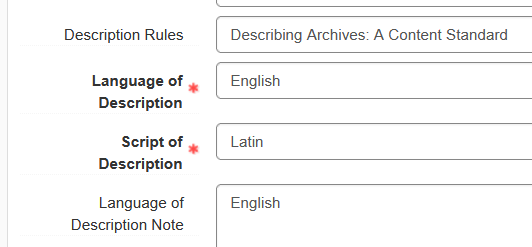 Description Rules
Describing Archives: A Content Standard
Language of
Description *
English
Script of
Description *
Latin
Language of
Description Note
English